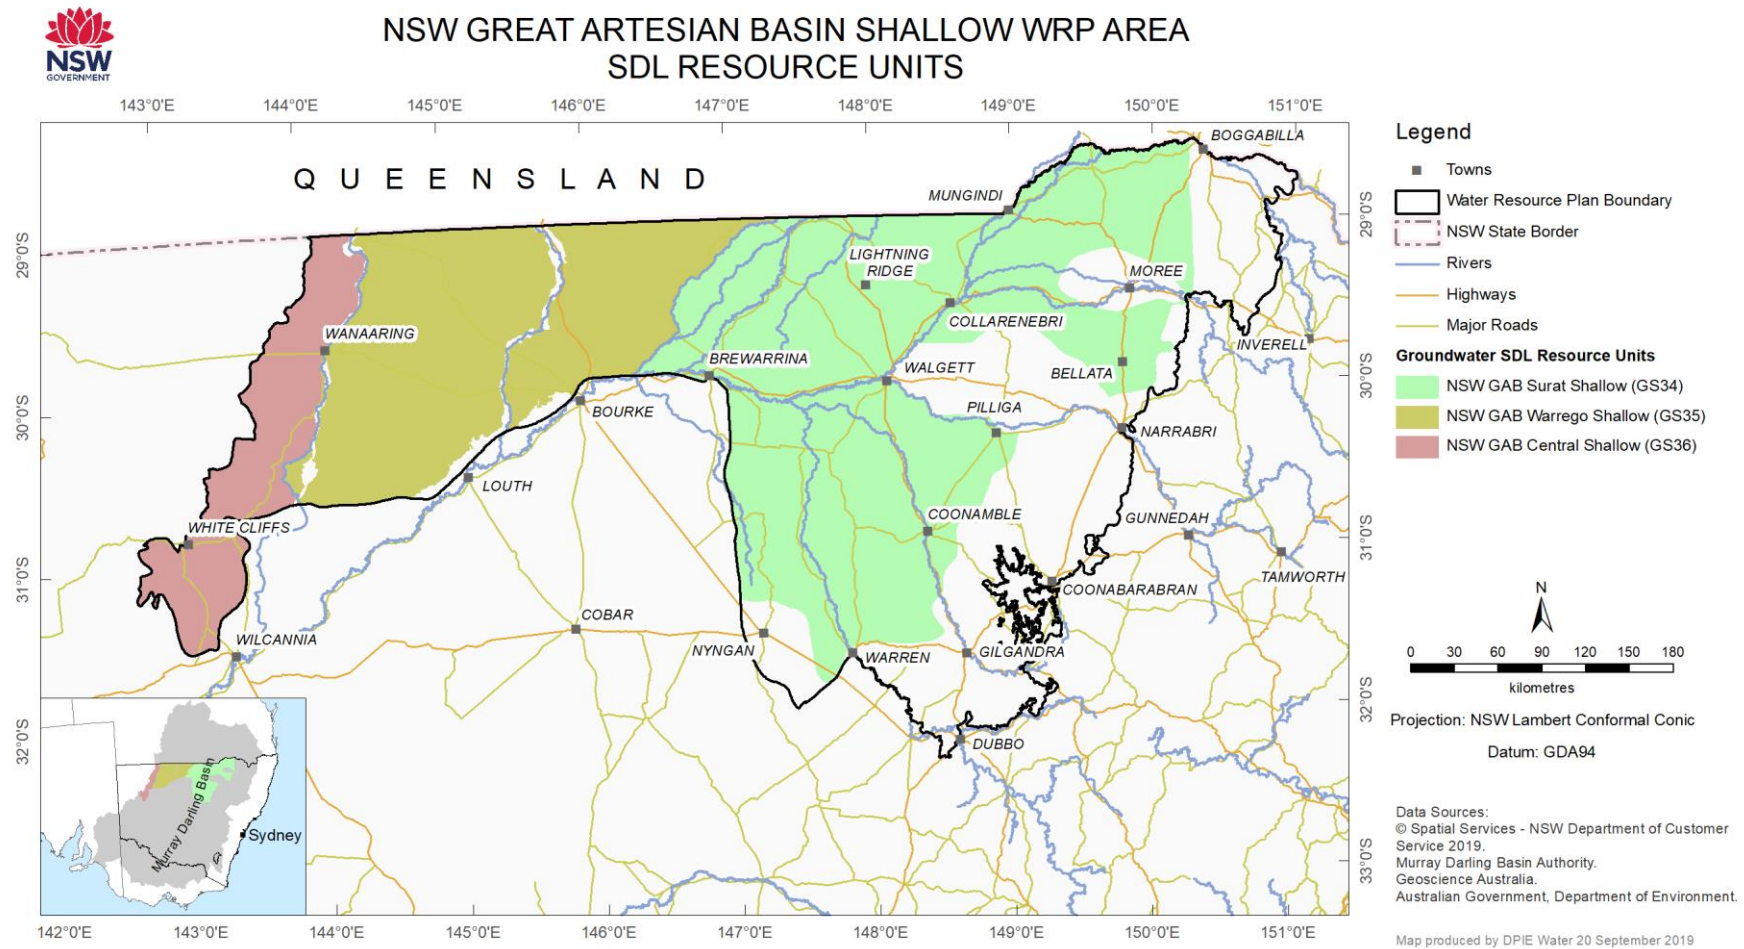 NSW GREAT ARTESIAN BASIN SHALLOW WRP AREA
SDL RESOURCE UNITS
NSW
GOVERNMENT
143°0'E 144°0'E 145°0'E 146°0'E 147°0'E 148°0'E 149°0'E 150°0'E 151°0'E
QUEENSLAND
BOGGABILLA
MUNGINDI
LIGHTNING
RIDGE
MOREE
COLLARENEBRI
WANAARING
INVERELL
BREWARRINA
WALGETT
BELLATA
BOURKE
PILLIGA
NARRABRI
LOUTH
WHITE CLIFFS
COONAMBLE
GUNNEDAH
TAMWORTH
COONABARABRAN
COBAR
WILCANNIA
NYNGAN
WARREN
GILGANDRA
DUBBO
29°0'S
30°0'S
31°0'S
32°0'S
29°0'S
30°0'S
31°0'S
32°0'S
33°0'S
Murray Darling Basin
Sydney
142°0'E 143°0'E 144°0'E 145°0'E 146°0'E 147°0'E 148°0'E 149°0'E 150°0'E 151°0'E
Legend
Towns
Water Resource Plan Boundary
NSW State Border
Rivers
Highways
Major Roads
Groundwater SDL Resource Units
NSW GAB Surat Shallow (GS34)
NSW GAB Warrego Shallow (GS35)
NSW GAB Central Shallow (GS36)
N
0 30 60 90 120 150 180
kilometres
Projection: NSW Lambert Conformal Conic
Datum: GDA94
Data Sources:
© Spatial Services - NSW Department of Customer
Service 2019.
Murray Darling Basin Authority.
Geoscience Australia.
Australian Government, Department of Environment.
Map produced by DPIE Water 20 September 2019